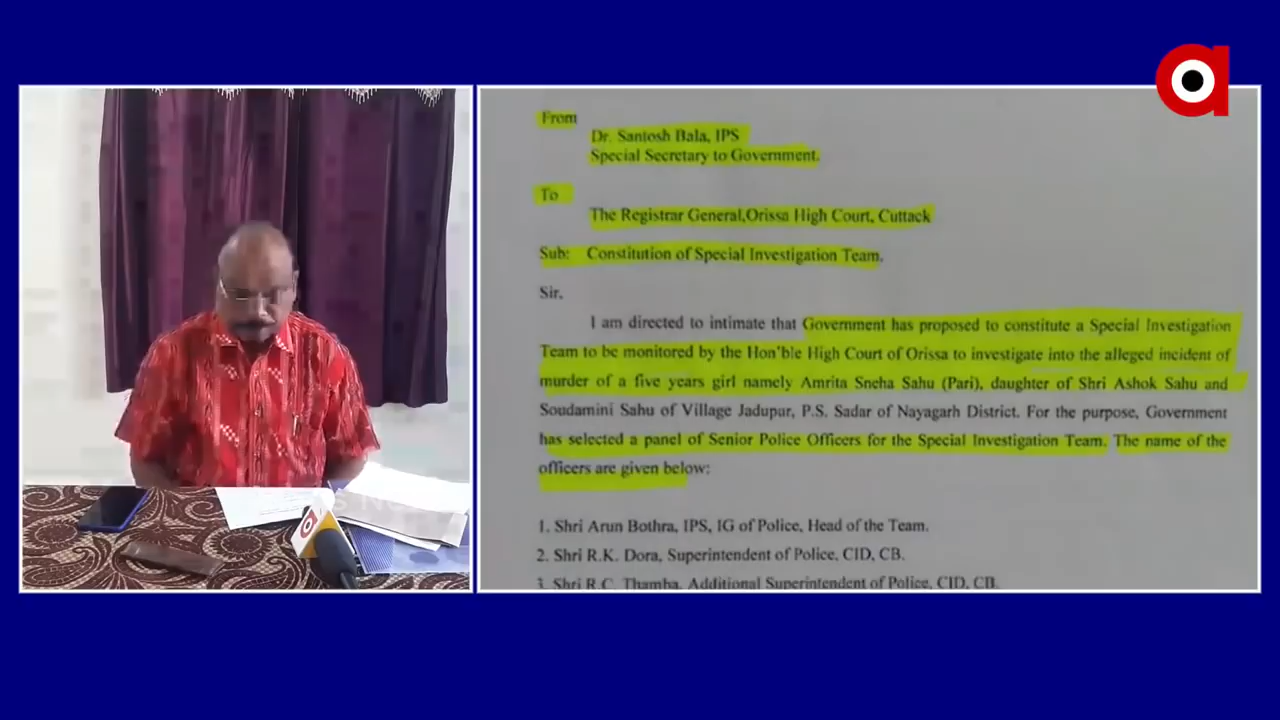 From
Dr. Santosh Bala, IPS
Special Secretary to Government.
To
The Registrar General,Orissa High Court, Cuttack
Sub: Constitution of Special Investigation Team.
Sir,
I am directed to intimate that Government has proposed to constitute a Special Investigation
Team to be monitored by the Hon'ble High Court of Orissa to investigate into the alleged incident of
murder of a five years girl namely Amrita Sneha Sahu (Pari), daughter of Shri Ashok Sahu and
Soudamini Sahu of Village Jadupur, P.S. Sadar of Nayagarh District. For the purpose, Government
has selected a panel of Senior Police Officers for the Special Investigation Team. The name of the
officers are given below:
1. Shri Arun Bothra, IPS, IG of Police, Head of the Team.
2. Shri R.K. Dora, Superintendent of Police, CID, CB.
3. Shri R.C. Thamba, Additional Superintendent of Police, CID, CB.